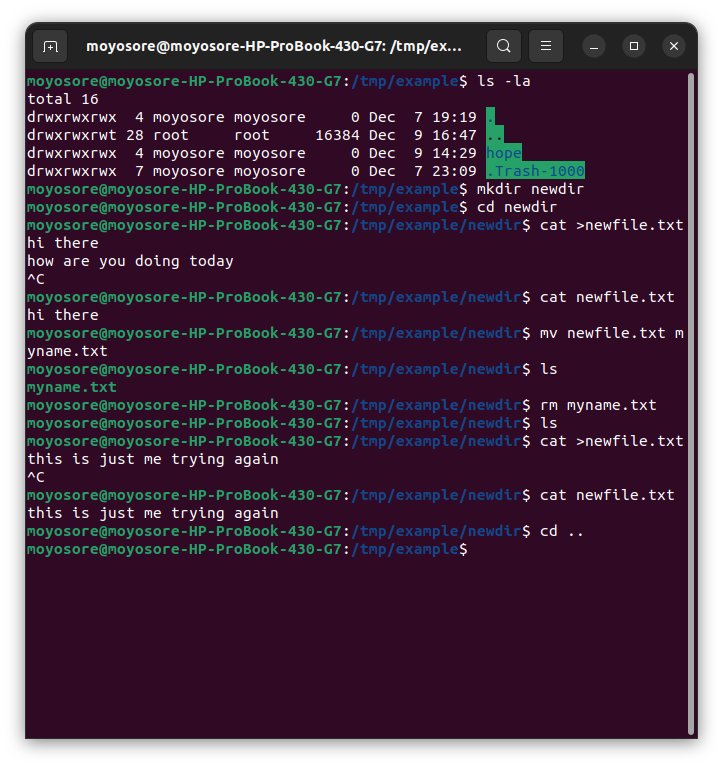 moyosore@moyosore-HP-ProBook-430-G7: /tmp/ex...
moyosore@moyosore-HP-ProBook-430-G7:/tmp/example$ ls -la
total 16
drwxrwxrwx  4 moyosore moyosore     0 Dec  7 19:19 .
drwxrwxrwt 28 root     root     16384 Dec  9 16:47 ..
drwxrwxrwx  4 moyosore moyosore     0 Dec  9 14:29 hope
drwxrwxrwx  7 moyosore moyosore     0 Dec  7 23:09 .Trash-1000
moyosore@moyosore-HP-ProBook-430-G7:/tmp/example$ mkdir newdir
moyosore@moyosore-HP-ProBook-430-G7:/tmp/example$ cd newdir
moyosore@moyosore-HP-ProBook-430-G7:/tmp/example/newdir$ cat >newfile.txt
hi there
how are you doing today
^C
moyosore@moyosore-HP-ProBook-430-G7:/tmp/example/newdir$ cat newfile.txt
hi there
moyosore@moyosore-HP-ProBook-430-G7:/tmp/example/newdir$ mv newfile.txt m
yname.txt
moyosore@moyosore-HP-ProBook-430-G7:/tmp/example/newdir$ ls
myname.txt
moyosore@moyosore-HP-ProBook-430-G7:/tmp/example/newdir$ rm myname.txt
moyosore@moyosore-HP-ProBook-430-G7:/tmp/example/newdir$ ls
moyosore@moyosore-HP-ProBook-430-G7:/tmp/example/newdir$ cat >newfile.txt
this is just me trying again
^C
moyosore@moyosore-HP-ProBook-430-G7:/tmp/example/newdir$ cat newfile.txt
this is just me trying again
moyosore@moyosore-HP-ProBook-430-G7:/tmp/example/newdir$ cd ..
moyosore@moyosore-HP-ProBook-430-G7:/tmp/example$